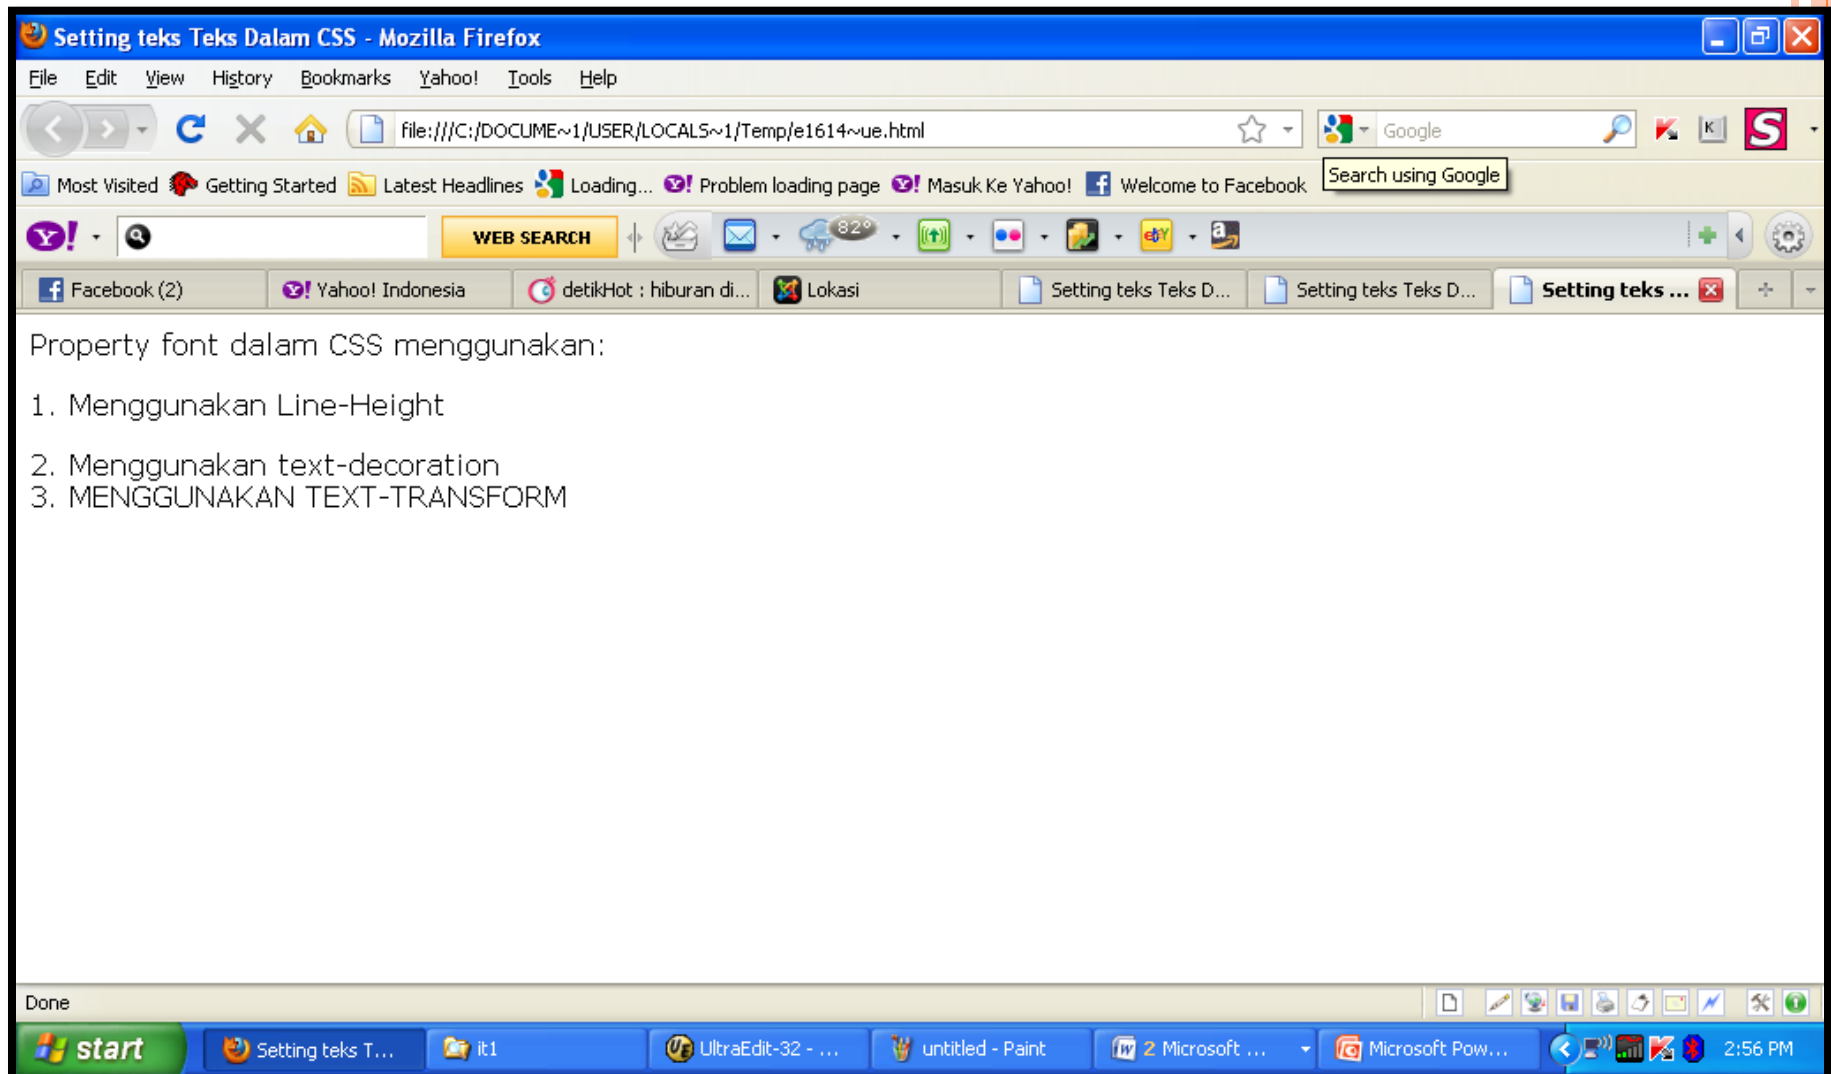 Setting teks Teks Dalam CSS - Mozilla Firefox
File Edit View History Bookmarks Yahoo! Tools Help
file:///C:/DOCUME~1/USER/LOCALS~1/Temp/e1614~ue.html Google
Most Visited Getting Started Latest Headlines Loading... Problem loading page Masuk Ke Yahoo! Welcome to Facebook Search using Google
Y! WEB SEARCH 82°
Facebook (2) Yahoo! Indonesia detikHot : hiburan di... Lokasi Setting teks Teks D... Setting teks Teks D... Setting teks ...
Property font dalam CSS menggunakan:
1. Menggunakan Line-Height
2. Menggunakan text-decoration
3. MENGGUNAKAN TEXT-TRANSFORM
Done
start Setting teks T... it1 UltraEdit-32 - ... untitled - Paint 2 Microsoft ... Microsoft Pow... 2:56 PM